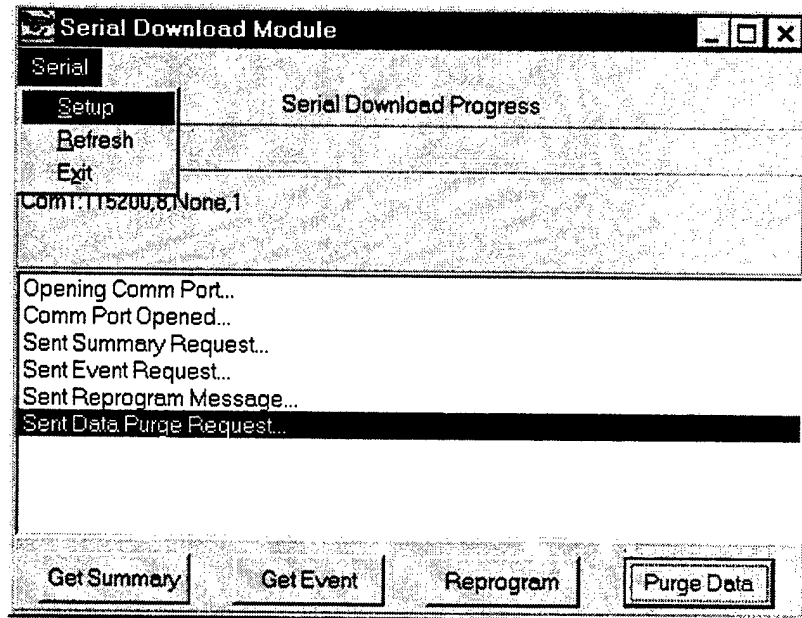 Serial Download Module
Serial
Setup
Serial Download Progress
Refresh
Exit
Com1:115200,8,None,1
Opening Comm Port...
Comm Port Opened...
Sent Summary Request...
Sent Event Request...
Sent Reprogram Message...
Sent Data Purge Request...
Get Summary
Get Event
Reprogram
Purge Data